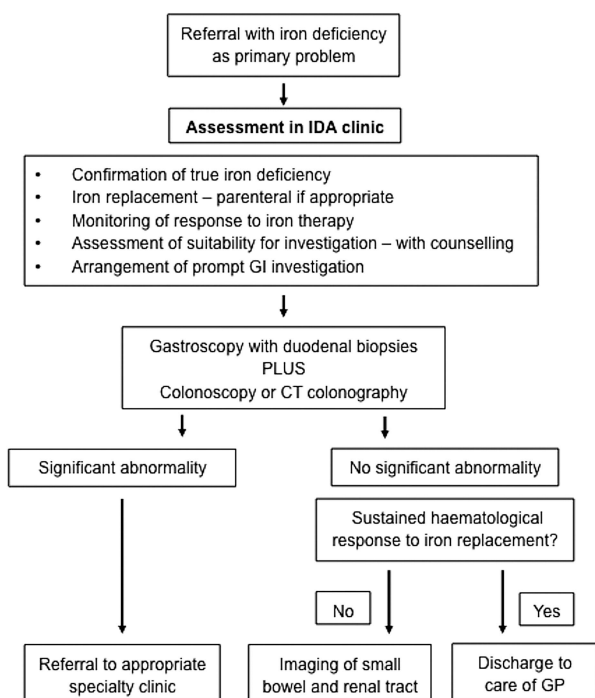 Referral with iron deficiency
as primary problem
Assessment in IDA clinic
• Confirmation of true iron deficiency
• Iron replacement – parenteral if appropriate
• Monitoring of response to iron therapy
• Assessment of suitability for investigation – with counselling
• Arrangement of prompt GI investigation
Gastroscopy with duodenal biopsies
PLUS
Colonoscopy or CT colonography
Significant abnormality
No significant abnormality
Sustained haematological
response to iron replacement?
No
Yes
Referral to appropriate
specialty clinic
Imaging of small
bowel and renal tract
Discharge to
care of GP